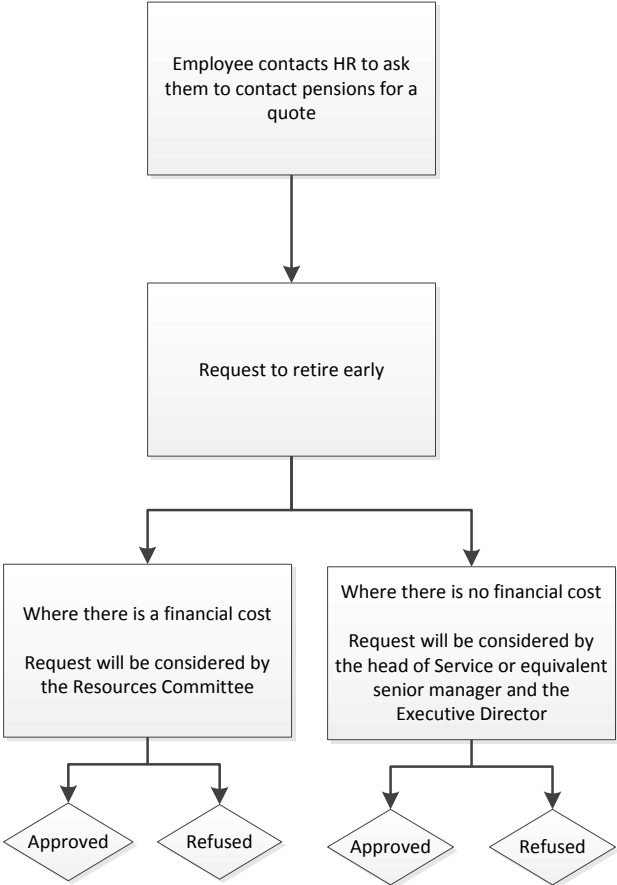 Employee contacts HR to ask
them to contact pensions for a
quote
Request to retire early
Where there is a financial cost
Request will be considered by
the Resources Committee
Where there is no financial cost
Request will be considered by
the head of Service or equivalent
senior manager and the
Executive Director
Approved
Refused
Approved
Refused